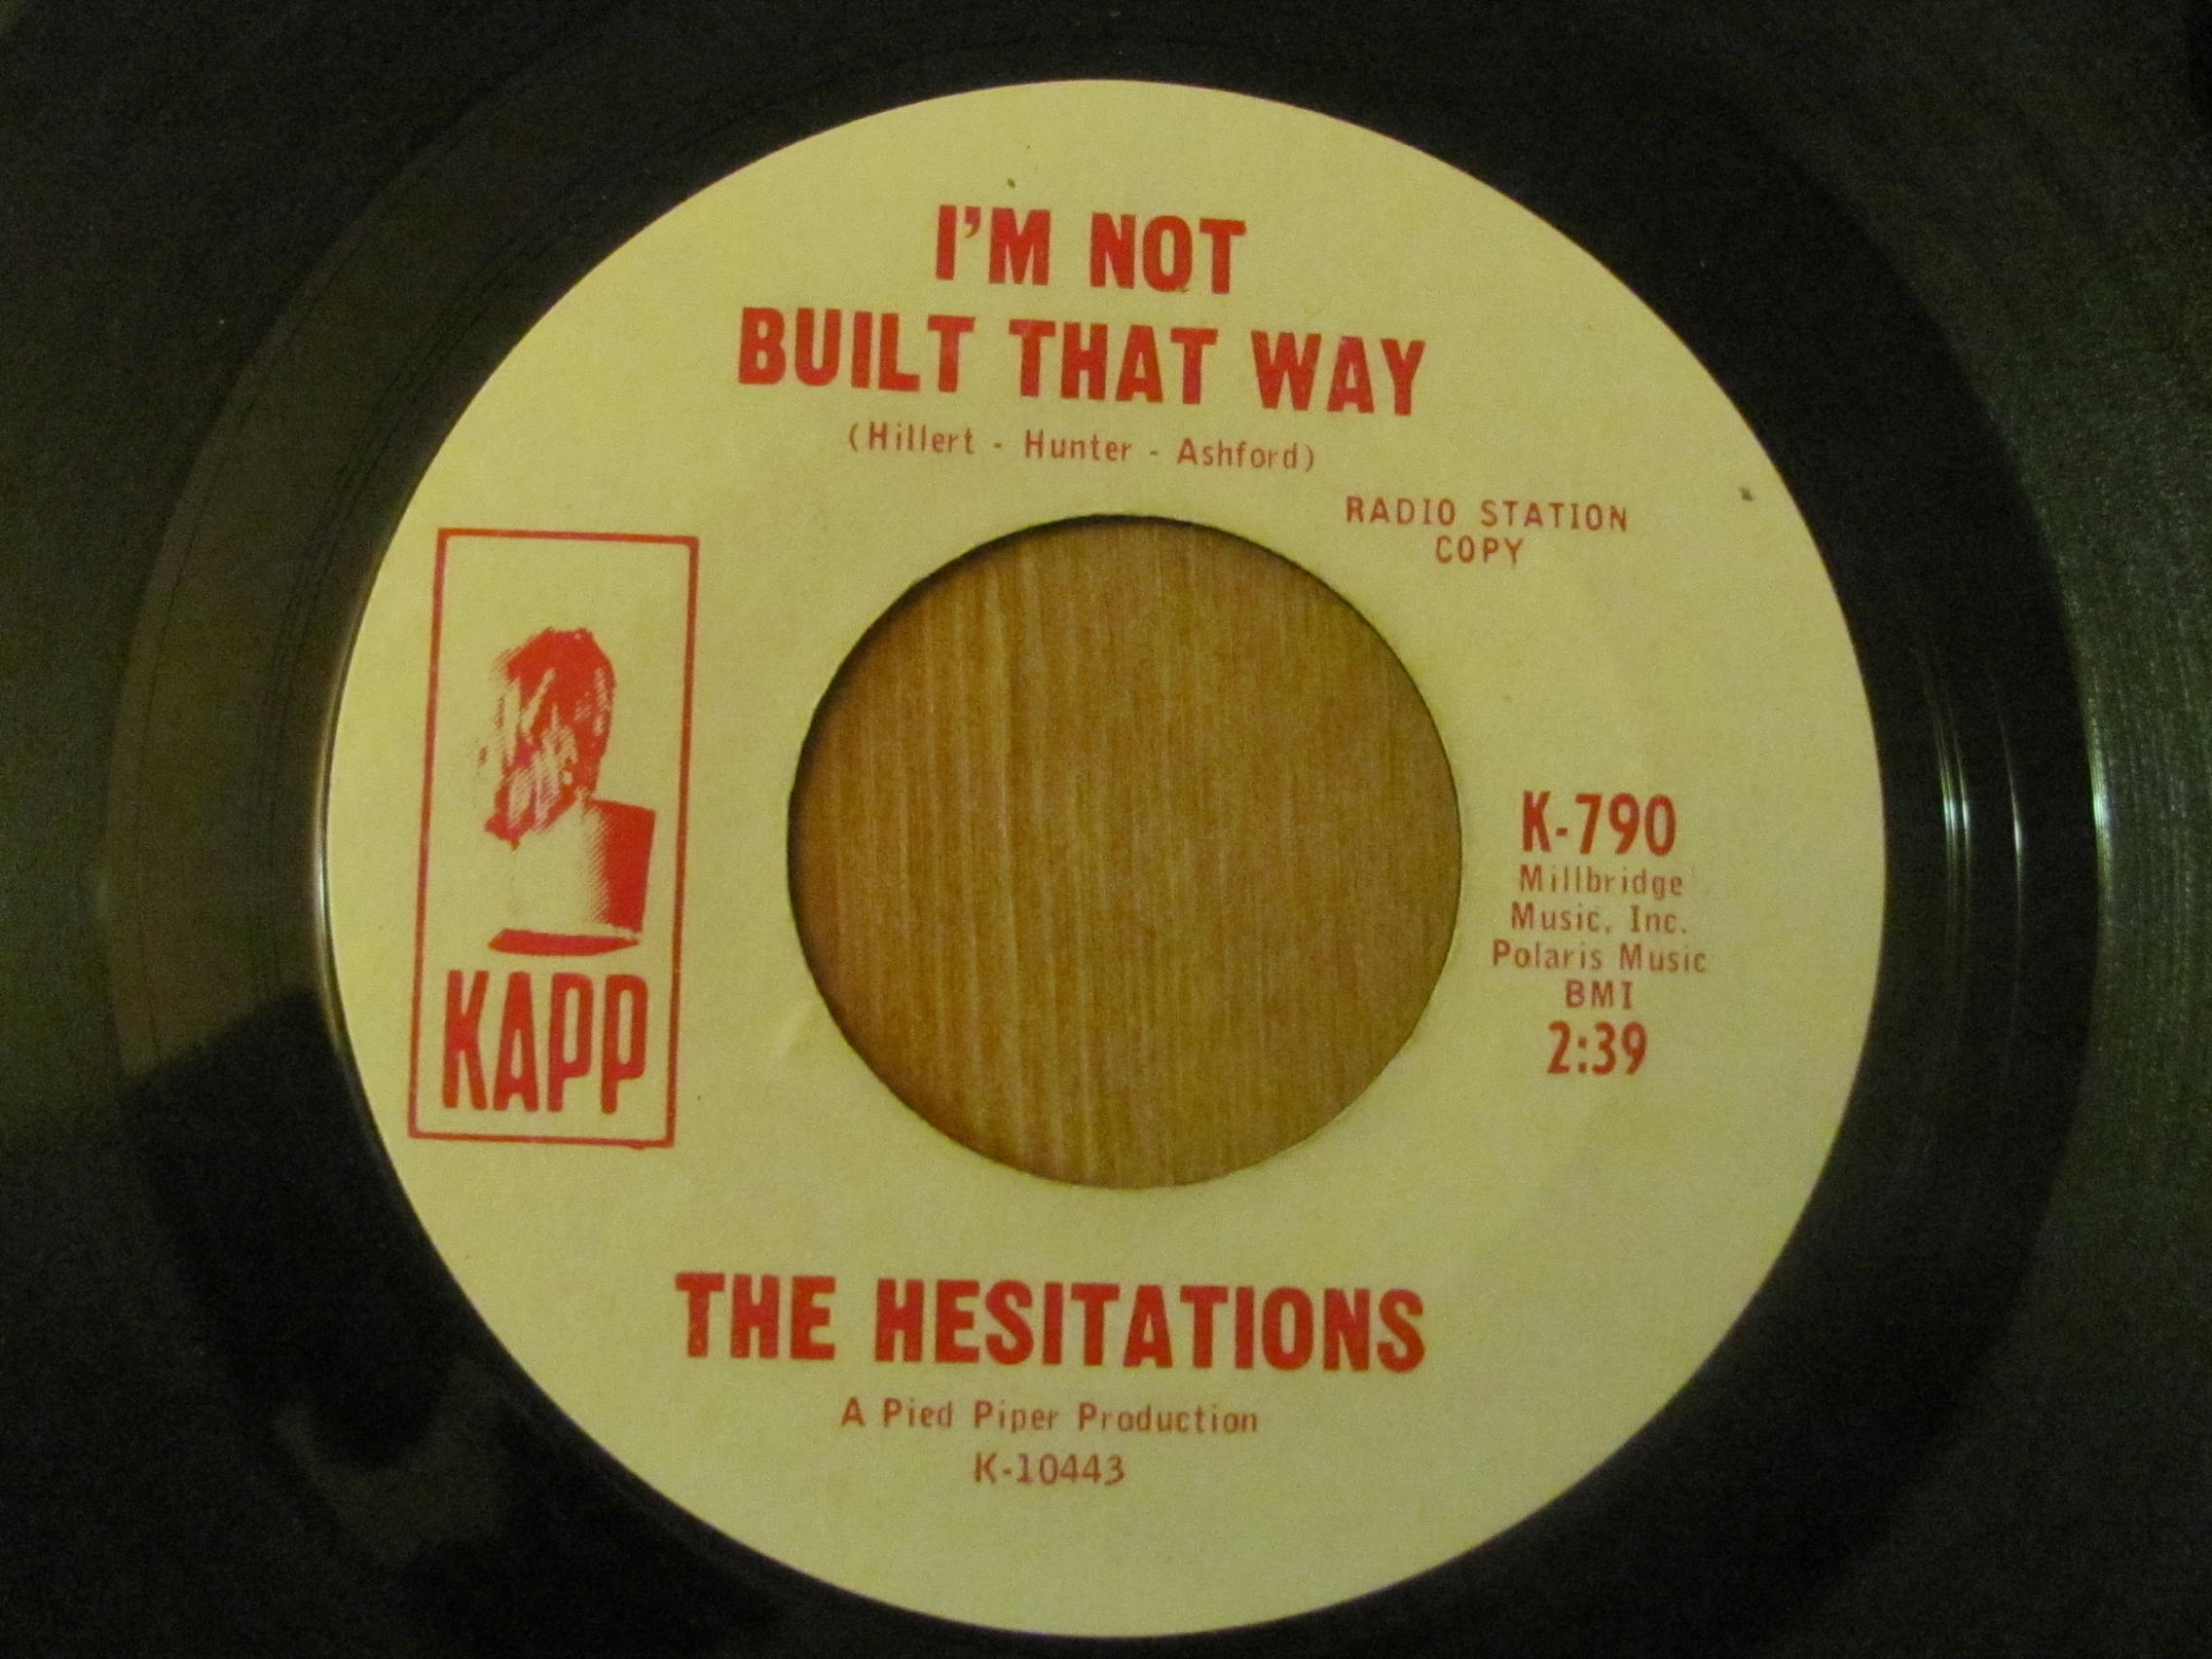 I'M NOT
BUILT THAT WAY
(Hillert - Hunter - Ashford)
RADIO STATION
COPY
KAPP
K-790
Millbridge
Music, Inc.
Polaris Music
BMI
2:39
THE HESITATIONS
A Pied Piper Production
K-10443